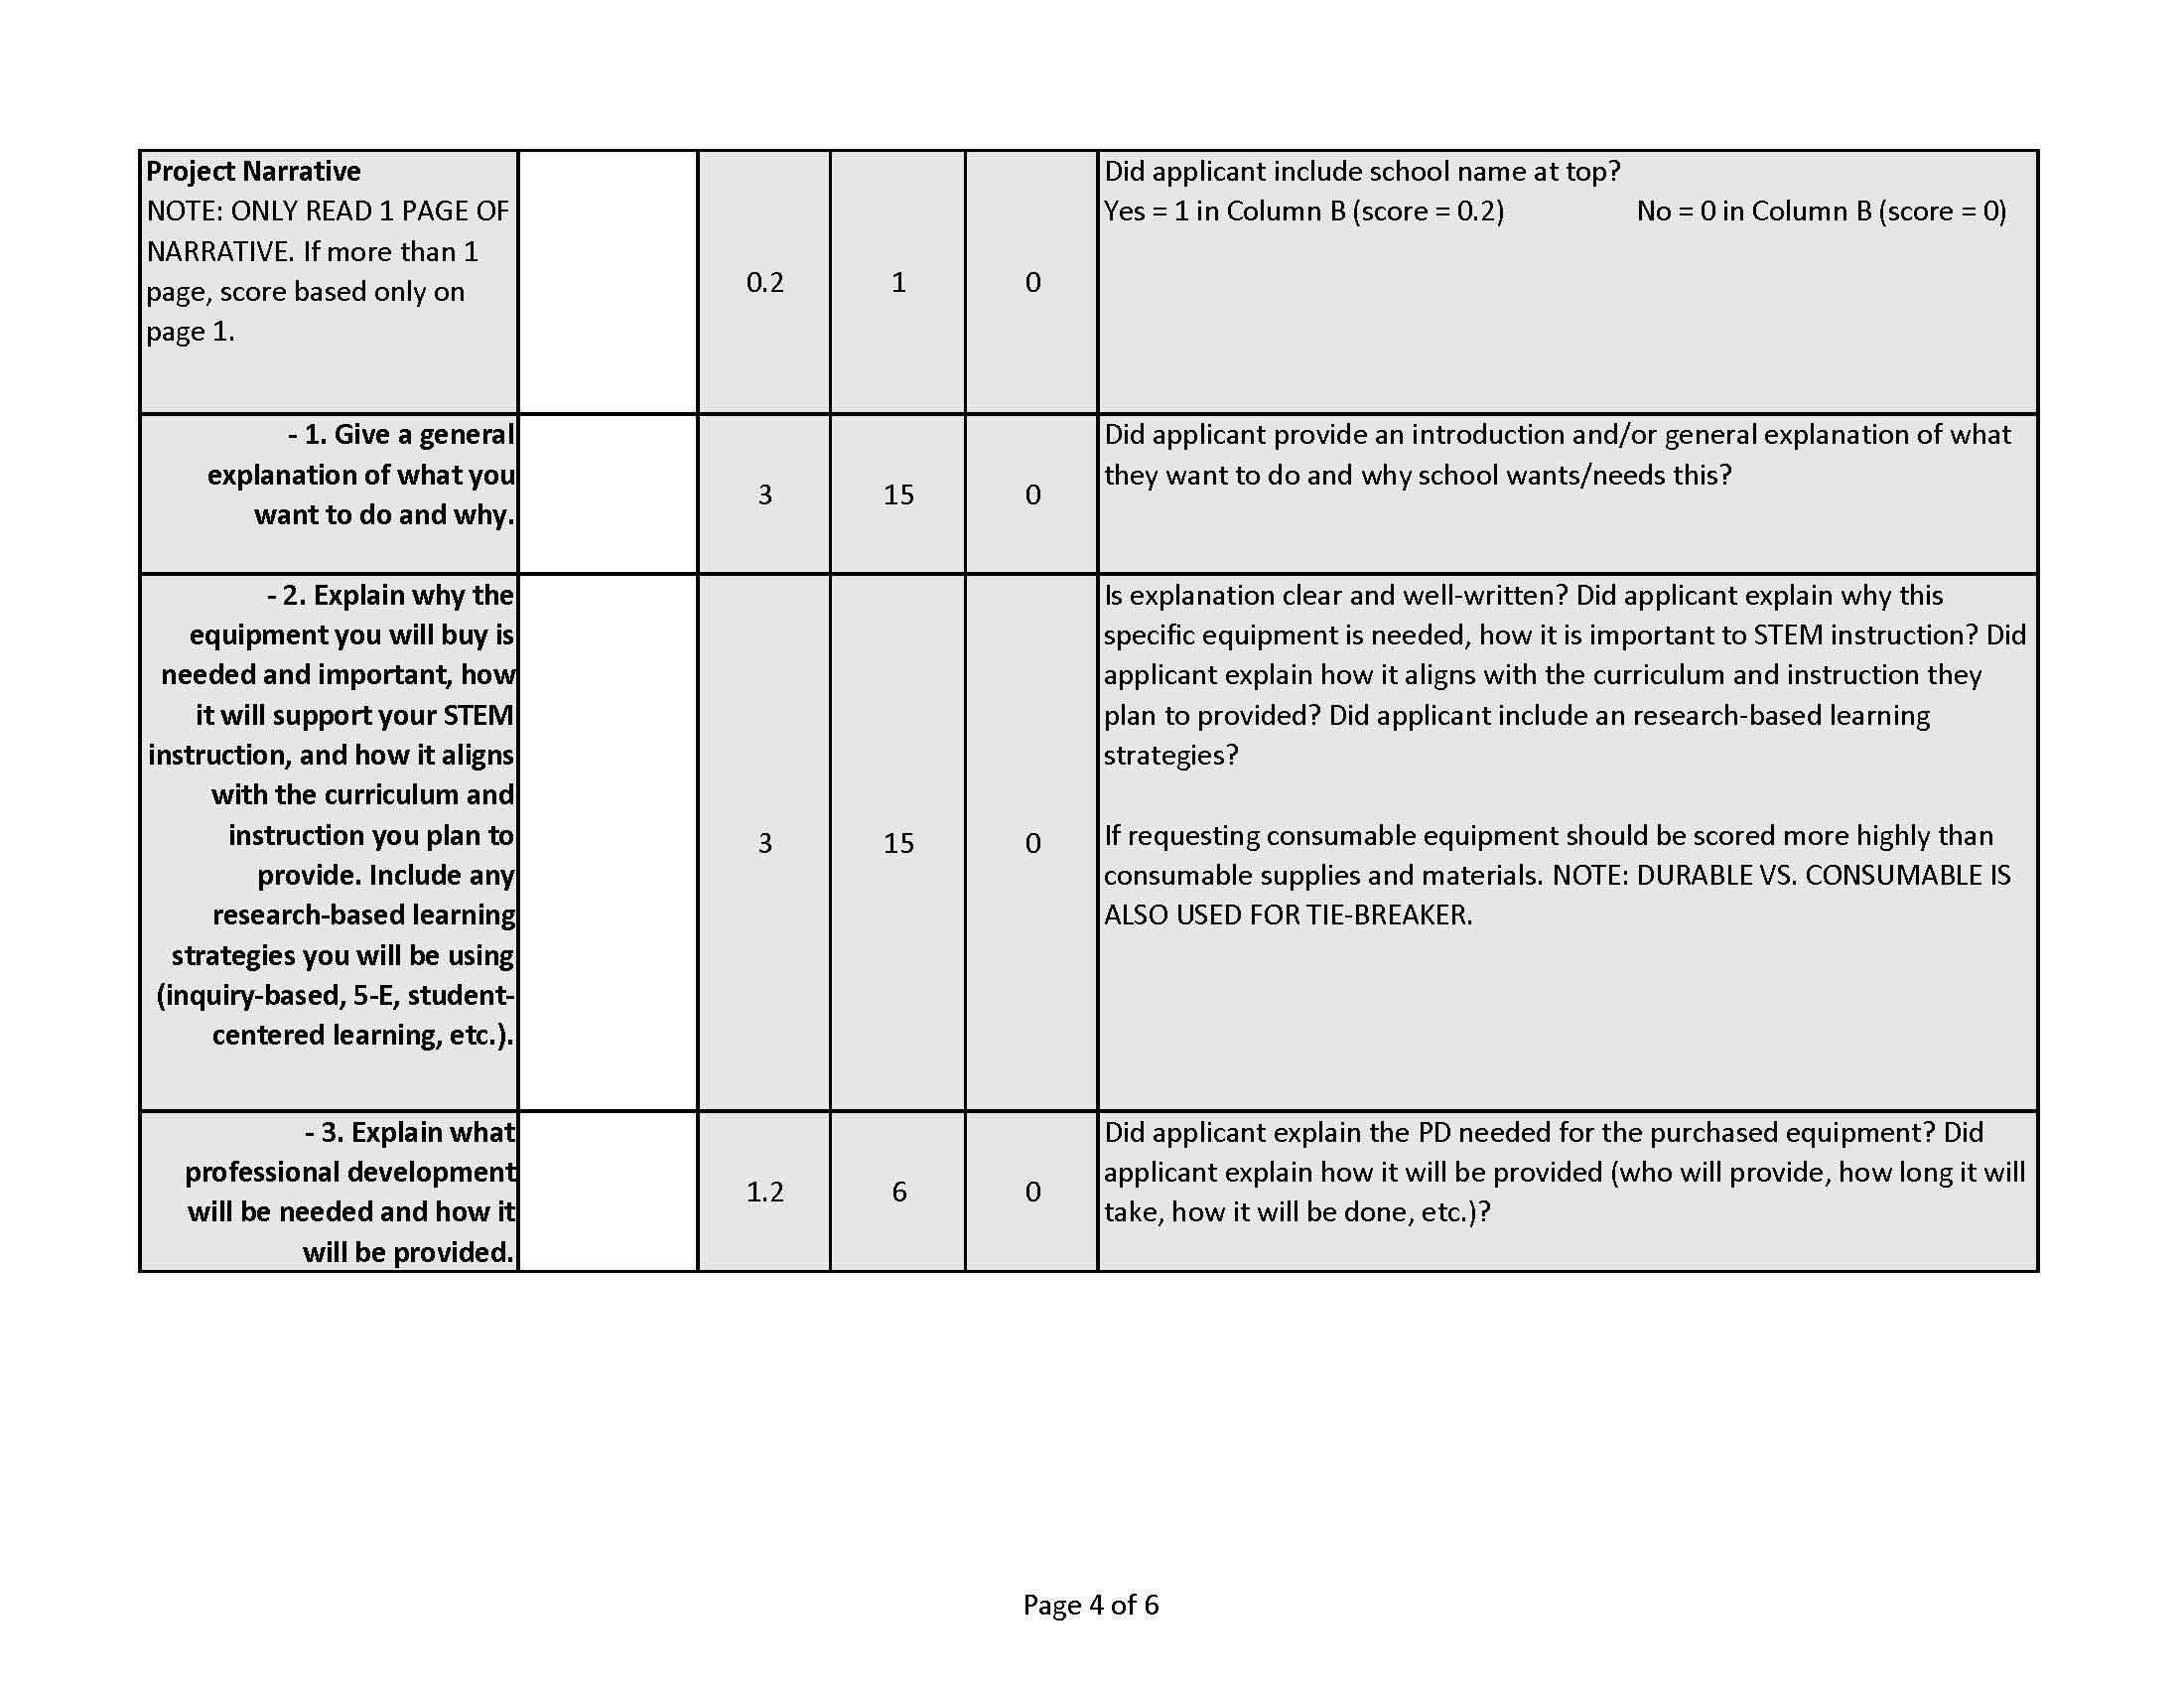 Project Narrative
NOTE: ONLY READ 1 PAGE OF
NARRATIVE. If more than 1
page, score based only on
page 1.
0.2
1
0
Did applicant include school name at top?
Yes = 1 in Column B (score = 0.2) No = 0 in Column B (score = 0)
- 1. Give a general
explanation of what you
want to do and why.
3
15
0
Did applicant provide an introduction and/or general explanation of what
they want to do and why school wants/needs this?
- 2. Explain why the
equipment you will buy is
needed and important, how
it will support your STEM
instruction, and how it aligns
with the curriculum and
instruction you plan to
provide. Include any
research-based learning
strategies you will be using
(inquiry-based, 5-E, student-
centered learning, etc.).
3
15
0
Is explanation clear and well-written? Did applicant explain why this
specific equipment is needed, how it is important to STEM instruction? Did
applicant explain how it aligns with the curriculum and instruction they
plan to provided? Did applicant include an research-based learning
strategies?
If requesting consumable equipment should be scored more highly than
consumable supplies and materials. NOTE: DURABLE VS. CONSUMABLE IS
ALSO USED FOR TIE-BREAKER.
- 3. Explain what
professional development
will be needed and how it
will be provided.
1.2
6
0
Did applicant explain the PD needed for the purchased equipment? Did
applicant explain how it will be provided (who will provide, how long it will
take, how it will be done, etc.)?
Page 4 of 6